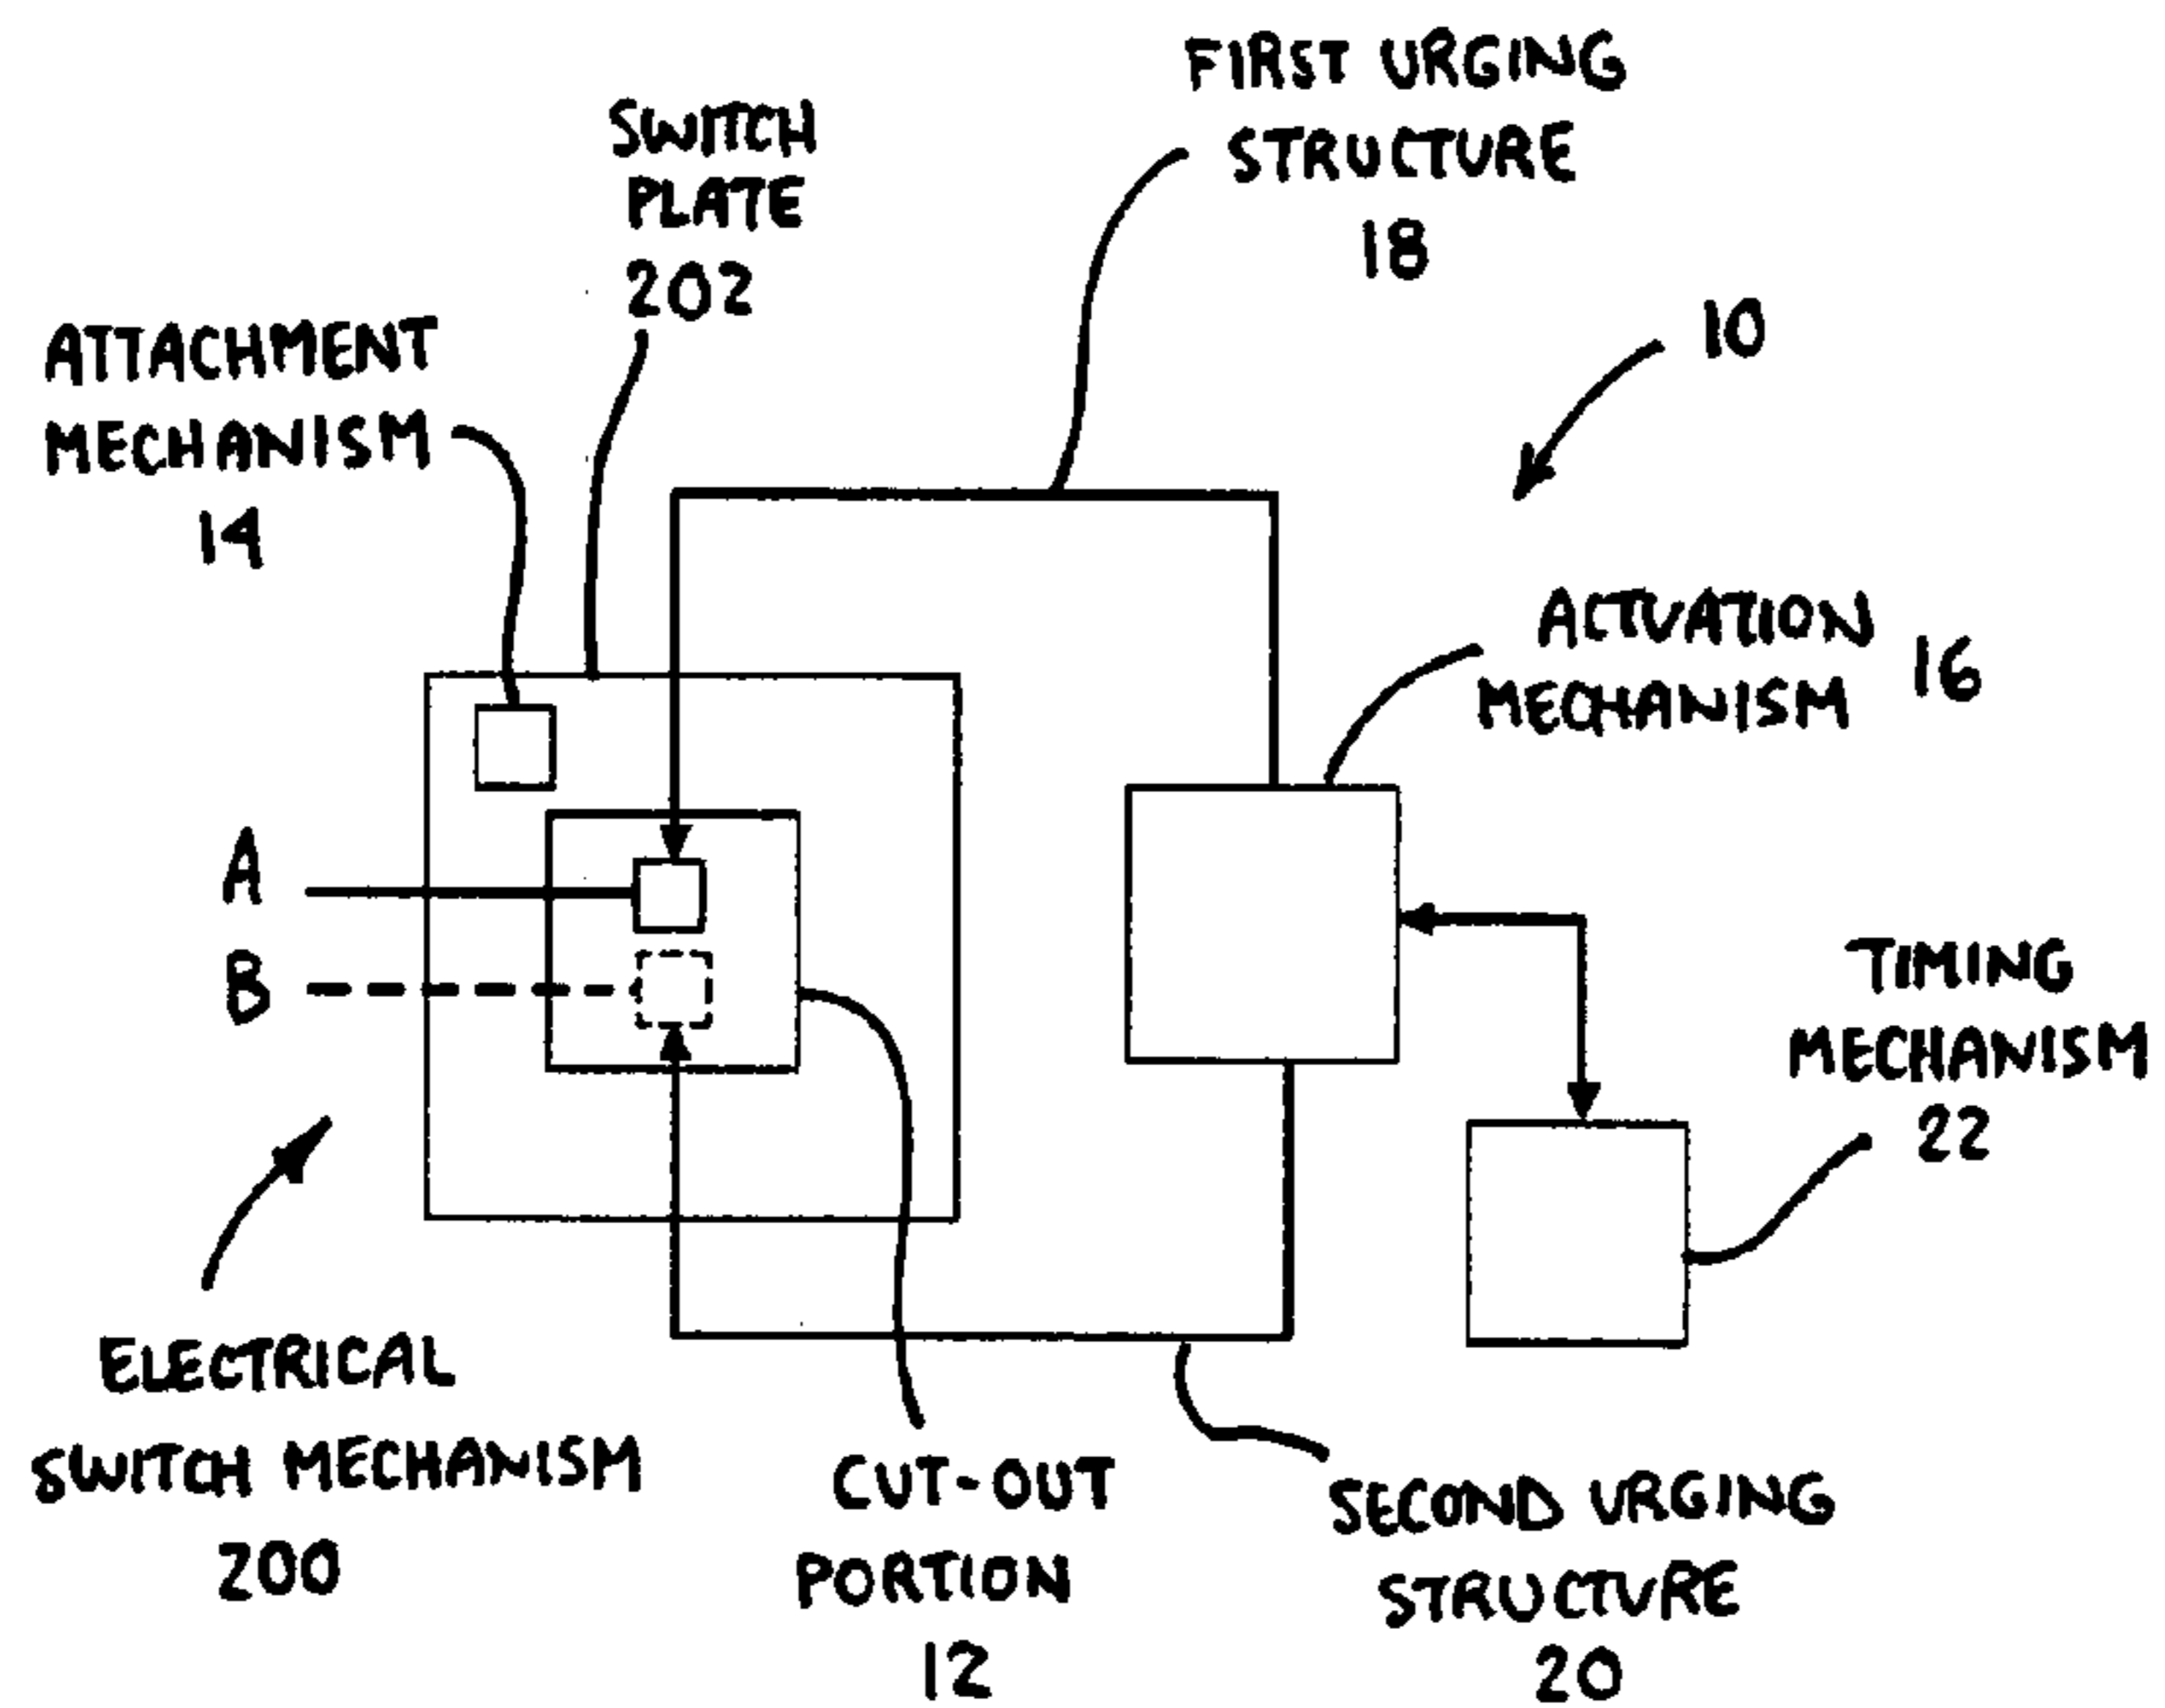 FIRST URGING
STRUCTURE
18
SWITCH
PLATE
202
10
ATTACHMENT
MECHANISM
14
ACTUATION
MECHANISM
16
A
B
TIMING
MECHANISM
22
ELECTRICAL
SWITCH MECHANISM
200
CUT-OUT
PORTION
12
SECOND URGING
STRUCTURE
20